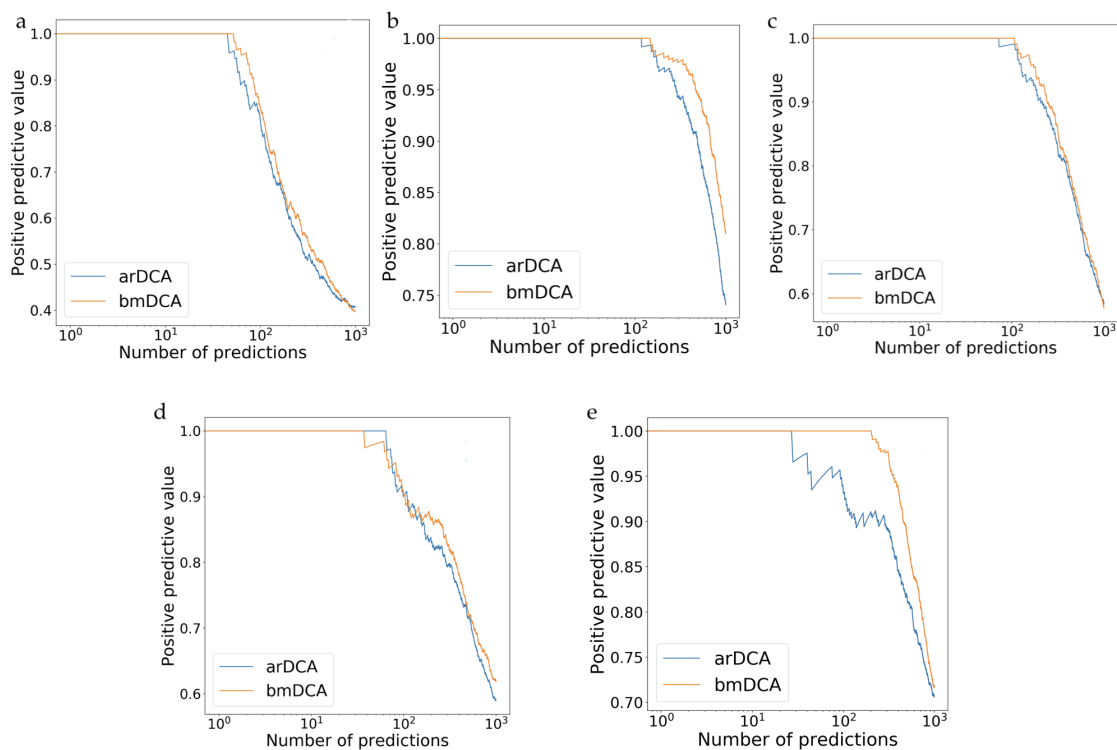 a
1.0
0.9
0.8
0.7
0.6
0.5
0.4
Positive predictive value
arDCA
bmDCA
10^0
10^1
10^2
10^3
Number of predictions
b
1.00
0.95
0.90
0.85
0.80
0.75
Positive predictive value
arDCA
bmDCA
10^0
10^1
10^2
10^3
Number of predictions
c
1.0
0.9
0.8
0.7
0.6
Positive predictive value
arDCA
bmDCA
10^0
10^1
10^2
10^3
Number of predictions
d
1.0
0.9
0.8
0.7
0.6
Positive predictive value
arDCA
bmDCA
10^0
10^1
10^2
10^3
Number of predictions
e
1.00
0.95
0.90
0.85
0.80
0.75
0.70
Positive predictive value
arDCA
bmDCA
10^0
10^1
10^2
10^3
Number of predictions